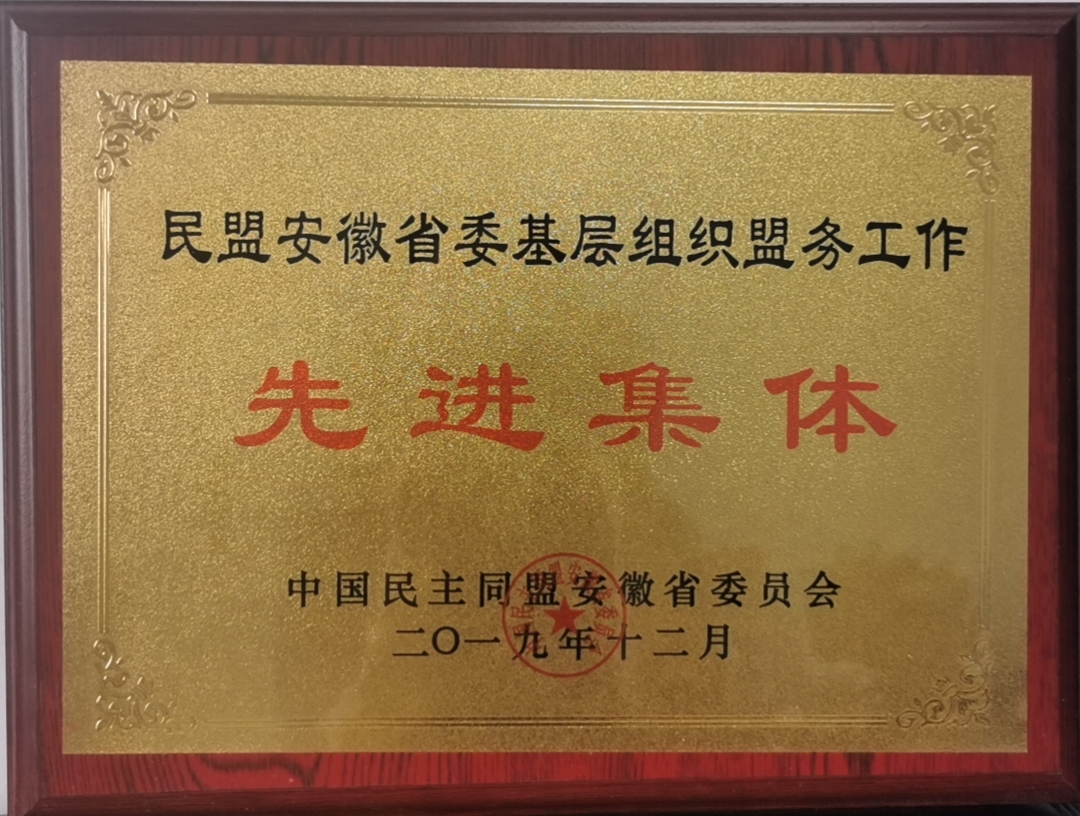 民盟安徽省委基层组织盟务工作
先进集体
中国民主同盟安徽省委员会
二〇一九年十二月